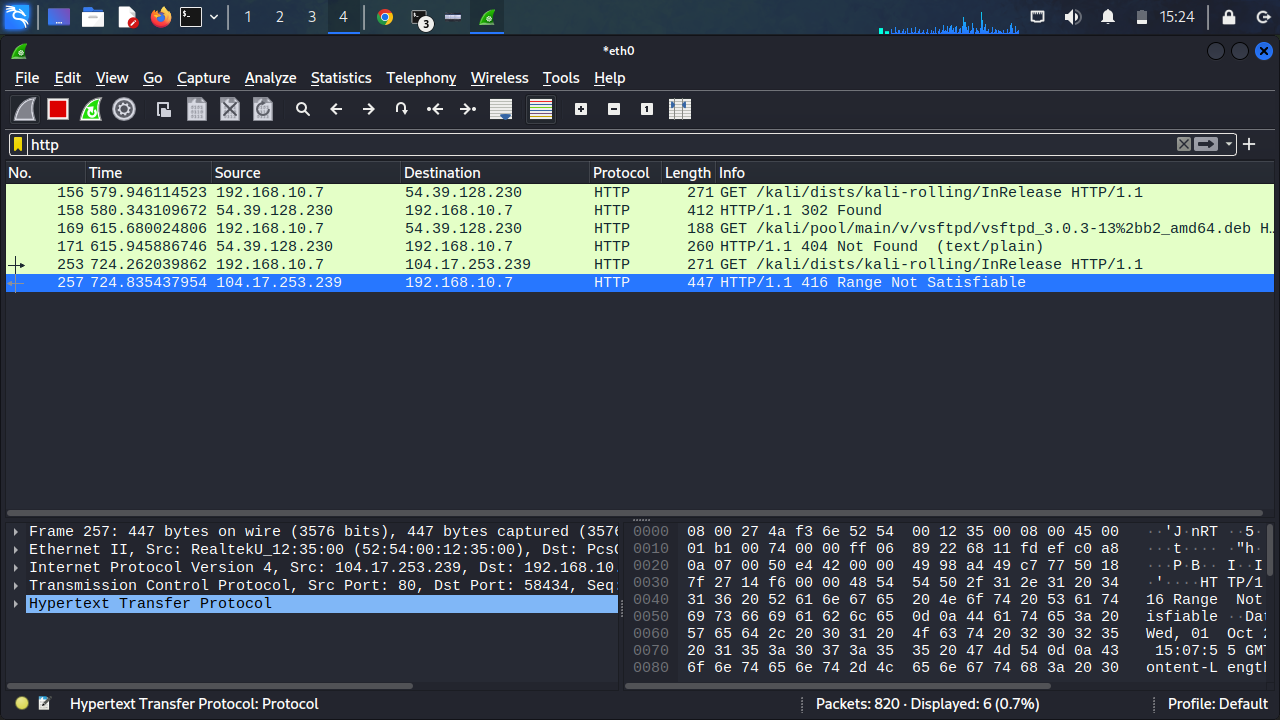 1 2 3 4 3 15:24
*eth0
File Edit View Go Capture Analyze Statistics Telephony Wireless Tools Help
http
No. Time Source Destination Protocol Length Info
156 579.946114523 192.168.10.7 54.39.128.230 HTTP 271 GET /kali/dists/kali-rolling/InRelease HTTP/1.1
158 580.343109672 54.39.128.230 192.168.10.7 HTTP 412 HTTP/1.1 302 Found
169 615.680024806 192.168.10.7 54.39.128.230 HTTP 188 GET /kali/pool/main/v/vsftpd/vsftpd_3.0.3-13%2bb2_amd64.deb H…
171 615.945886746 54.39.128.230 192.168.10.7 HTTP 260 HTTP/1.1 404 Not Found (text/plain)
253 724.262039862 192.168.10.7 104.17.253.239 HTTP 271 GET /kali/dists/kali-rolling/InRelease HTTP/1.1
257 724.835437954 104.17.253.239 192.168.10.7 HTTP 447 HTTP/1.1 416 Range Not Satisfiable
Frame 257: 447 bytes on wire (3576 bits), 447 bytes captured (3576
Ethernet II, Src: RealtekU_12:35:00 (52:54:00:12:35:00), Dst: PcsC
Internet Protocol Version 4, Src: 104.17.253.239, Dst: 192.168.10.
Transmission Control Protocol, Src Port: 80, Dst Port: 58434, Seq:
Hypertext Transfer Protocol
0000 08 00 27 4a f3 6e 52 54 00 12 35 00 08 00 45 00 ··'J·nRT ··5···
0010 01 b1 00 74 00 00 ff 06 89 22 68 11 fd ef c0 a8 ···t···· ·"h···
0020 0a 07 00 50 e4 42 00 00 49 98 a4 49 c7 77 50 18 ···P·B·· I··I··
0030 7f 27 14 f6 00 00 48 54 54 50 2f 31 2e 31 20 34 ·'····HT TP/1
0040 31 36 20 52 61 6e 67 65 20 4e 6f 74 20 53 61 74 16 Range Not
0050 69 73 66 69 61 62 6c 65 0d 0a 44 61 74 65 3a 20 isfiable ··Dat
0060 57 65 64 2c 20 30 31 20 4f 63 74 20 32 30 32 35 Wed, 01 Oct 2
0070 20 31 35 3a 30 37 3a 35 35 20 47 4d 54 0d 0a 43 15:07:5 5 GMT
0080 6f 6e 74 65 6e 74 2d 4c 65 6e 67 74 68 3a 20 30 ontent-L ength
Hypertext Transfer Protocol: Protocol
Packets: 820 · Displayed: 6 (0.7%)
Profile: Default